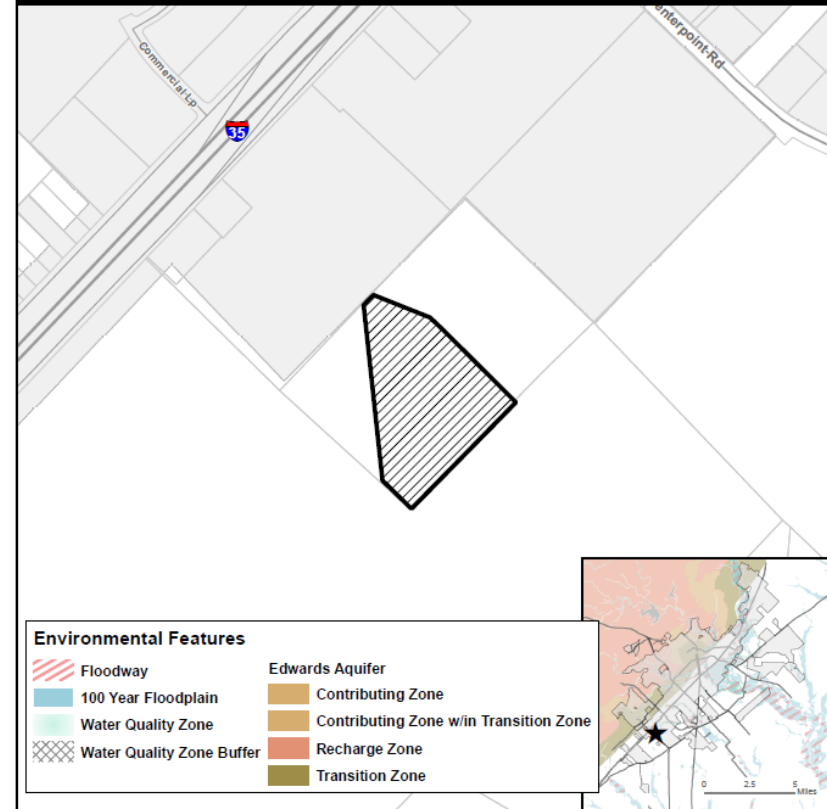 Commercial-Lp
enterpoint-Rd
35
Environmental Features
Floodway
100 Year Floodplain
Water Quality Zone
Water Quality Zone Buffer
Edwards Aquifer
Contributing Zone
Contributing Zone w/in Transition Zone
Recharge Zone
Transition Zone
0 2.5 5
Miles